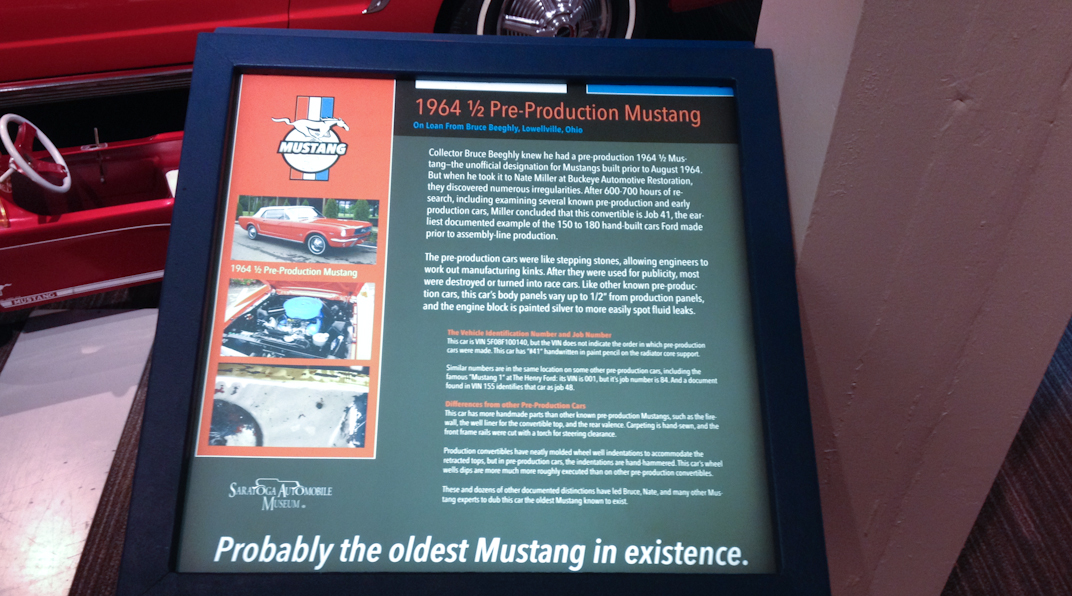 MUSTANG
1964 ½ Pre-Production Mustang
1964 ½ Pre-Production Mustang
On Loan From Bruce Beeghly, Lowellville, Ohio
Collector Bruce Beeghly knew he had a pre-production 1964 ½ Mus-
tang–the unofficial designation for Mustangs built prior to August 1964.
But when he took it to Nate Miller at Buckeye Automotive Restoration,
they discovered numerous irregularities. After 600-700 hours of re-
search, including examining several known pre-production and early
production cars, Miller concluded that this convertible is Job 41, the ear-
liest documented example of the 150 to 180 hand-built cars Ford made
prior to assembly-line production.
The pre-production cars were like stepping stones, allowing engineers to
work out manufacturing kinks. After they were used for publicity, most
were destroyed or turned into race cars. Like other known pre-produc-
tion cars, this car's body panels vary up to 1/2" from production panels,
and the engine block is painted silver to more easily spot fluid leaks.
The Vehicle Identification Number and Job Number
This car is VIN 5F08F100140, but the VIN does not indicate the order in which pre-production
cars were made. This car has "#41" handwritten in paint pencil on the radiator core support.
Similar numbers are in the same location on some other pre-production cars, including the
famous "Mustang 1" at The Henry Ford: its VIN is 001, but it's job number is 84. And a document
found in VIN 155 identifies that car as job 48.
Differences from other Pre-Production Cars
This car has more handmade parts than other known pre-production Mustangs, such as the fire-
wall, the well liner for the convertible top, and the rear valence. Carpeting is hand-sewn, and the
front frame rails were cut with a torch for steering clearance.
Production convertibles have neatly molded wheel well indentations to accommodate the
retracted tops, but in pre-production cars, the indentations are hand-hammered. This car's wheel
wells dips are more much more roughly executed than on other pre-production convertibles.
These and dozens of other documented distinctions have led Bruce, Nate, and many other Mus-
tang experts to dub this car the oldest Mustang known to exist.
SARATOGA AUTOMOBILE
MUSEUM
Probably the oldest Mustang in existence.
MUSTANG